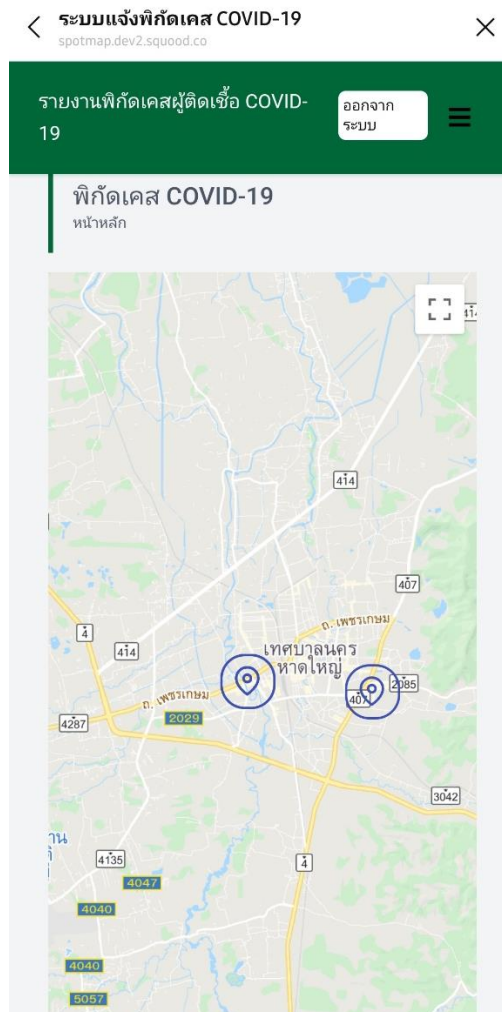 ระบบแจ้งพิกัดเคส COVID-19
spotmap.dev2.squood.co
รายงานพิกัดเคสผู้ติดเชื้อ COVID-
19
ออกจาก
ระบบ
พิกัดเคส COVID-19
หน้าหลัก
414
407
ถ. เพชรเกษม
4
414
เทศบาลนคร
หาดใหญ่
2085
407
ถ. เพชรเกษม
2029
4287
3042
4135
4
4047
4040
4040
5057